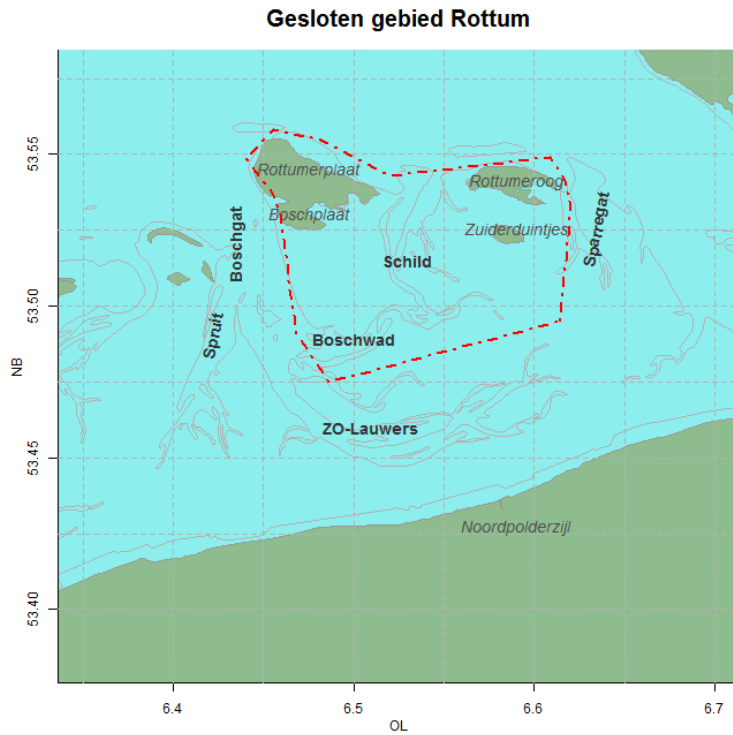 Gesloten gebied Rottum
53.55
Rottumerplaat
Rottumeroog
Boschplaat
Zuiderduintjes
Boschgat
Sparregat
Schild
53.50
Spruit
Boschwad
NB
ZO-Lauwers
53.45
Noordpolderzijl
53.40
6.4
6.5
6.6
6.7
OL